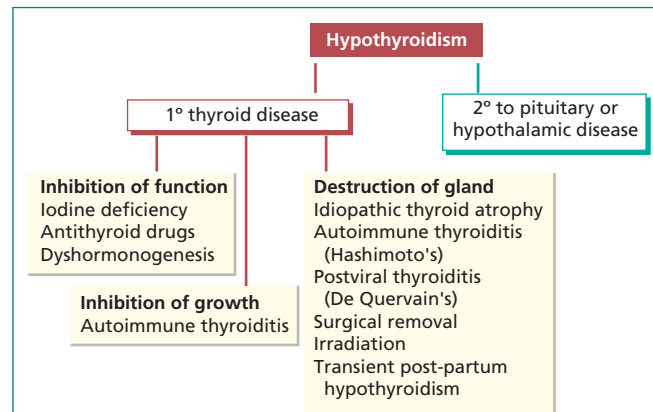 Hypothyroidism
1º thyroid disease
2º to pituitary or
hypothalamic disease
Inhibition of function
Iodine deficiency
Antithyroid drugs
Dyshormonogenesis
Inhibition of growth
Autoimmune thyroiditis
Destruction of gland
Idiopathic thyroid atrophy
Autoimmune thyroiditis
(Hashimoto's)
Postviral thyroiditis
(De Quervain's)
Surgical removal
Irradiation
Transient post-partum
hypothyroidism